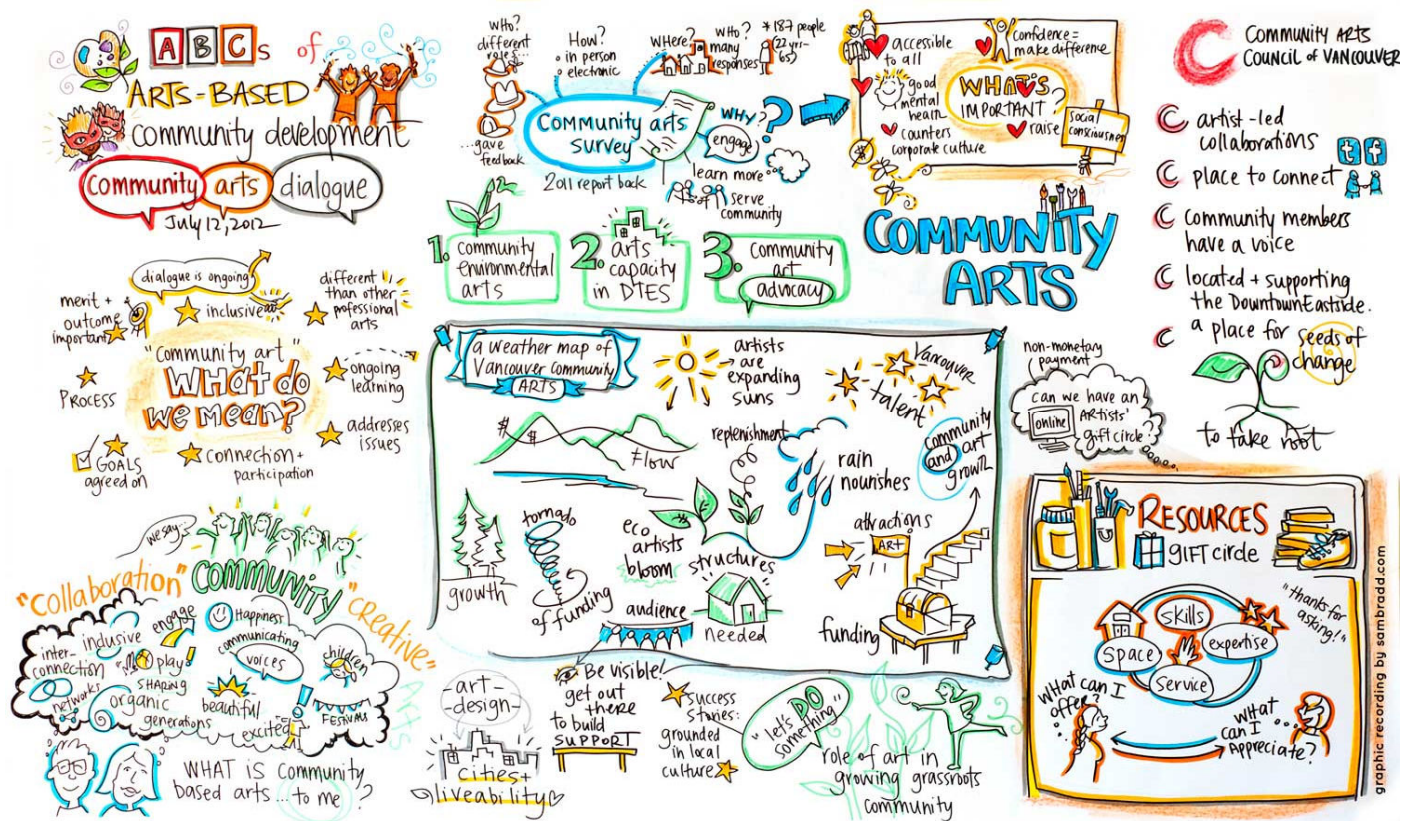 ABCs of
ARTS-BASED
community development
community arts dialogue
July 12, 2012
who?
different
roles...
...gave
feedback
How?
in person
electronic
where?
who?
many
responses
* 187 people
(22 yr-
65)
Community arts
survey
2011 report back
WHY?
engage
learn more
serve
community
accessible
to all
good
mental
health
counters
corporate culture
confidence =
make difference
WHAT'S
IMPORTANT?
raise
social
consciousness
COMMUNITY
ARTS
COMMUNITY ARTS
COUNCIL of VANCOUVER
artist-led
collaborations
t f
place to connect
community members
have a voice
located + supporting
the Downtown Eastside.
a place for seeds of
change
to take root
1. community
environmental
arts
2. arts
capacity
in DTES
3. community
art
advocacy
dialogue is ongoing
merit +
outcome
important
inclusive
different
than other
professional
arts
"community art"
WHAT do
we mean?
PROCESS
ongoing
learning
addresses
issues
GOALS
agreed on
connection +
participation
a weather map of
Vancouver community
ARTS
artists
are
expanding
suns
Vancouver
talent
$ $
Flow
replenishment
rain
nourishes
community
and art
growth
growth
tornado
of funding
eco
artists
bloom
structures
needed
audience
attractions
ART
funding
non-monetary
payment
can we have an
online
ARtists'
gift circle?
we say...
"collaboration"
COMMUNITY
"creative"
Arts
inclusive
engage
Happiness
inter-
connection
play
communicating
voices
children
networks
SHARING
organic
generations
beautiful
excited
FESTIVALS
WHAT IS community
based arts... to me?
-art-
-design-
cities+
liveability
Be visible!
get out
there
to build
SUPPORT
success
stories:
grounded
in local
culture
"let's DO
something"
role of art in
growing grassroots
community
RESOURCES
gift circle
skills
"thanks for
asking!"
space
expertise
service
what can I
offer?
what
can I
appreciate?
graphic recording by sambradd.com